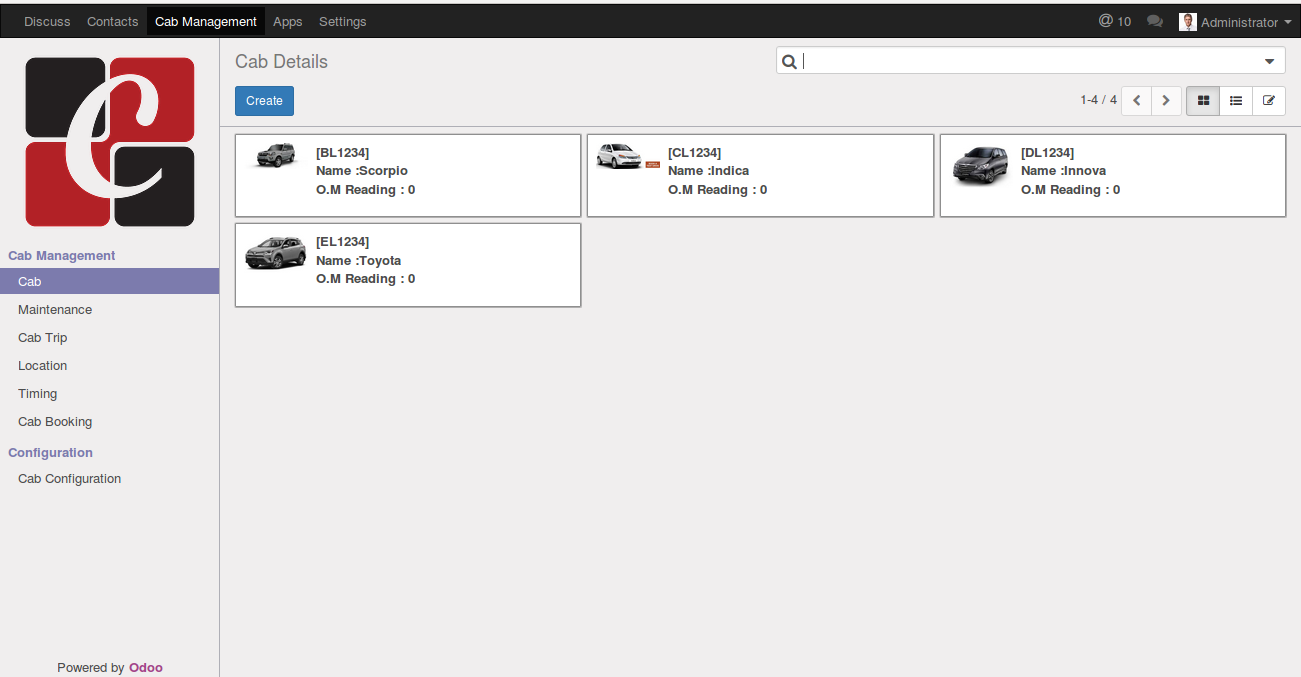 Discuss Contacts Cab Management Apps Settings @ 10 Administrator
Cab Details
Create
1-4 / 4
[BL1234]
Name :Scorpio
O.M Reading : 0
[CL1234]
Name :Indica
O.M Reading : 0
[DL1234]
Name :Innova
O.M Reading : 0
[EL1234]
Name :Toyota
O.M Reading : 0
C
Cab Management
Cab
Maintenance
Cab Trip
Location
Timing
Cab Booking
Configuration
Cab Configuration
Powered by Odoo